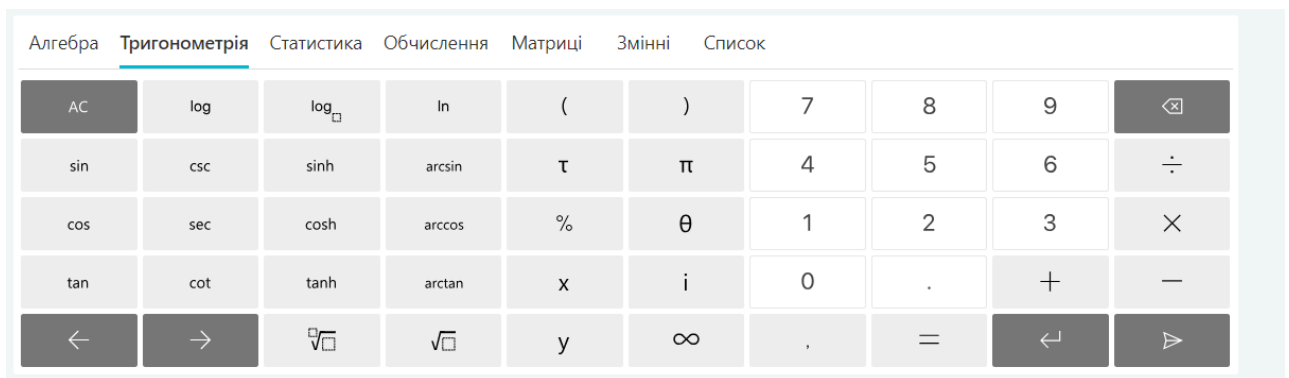 Алгебра Тригонометрія Статистика Обчислення Матриці Змінні Список
AC log log□ ln ( ) 7 8 9
sin csc sinh arcsin τ π 4 5 6 ÷
cos sec cosh arccos % θ 1 2 3 ×
tan cot tanh arctan x i 0 . + −
← → √ √ y ∞ , =